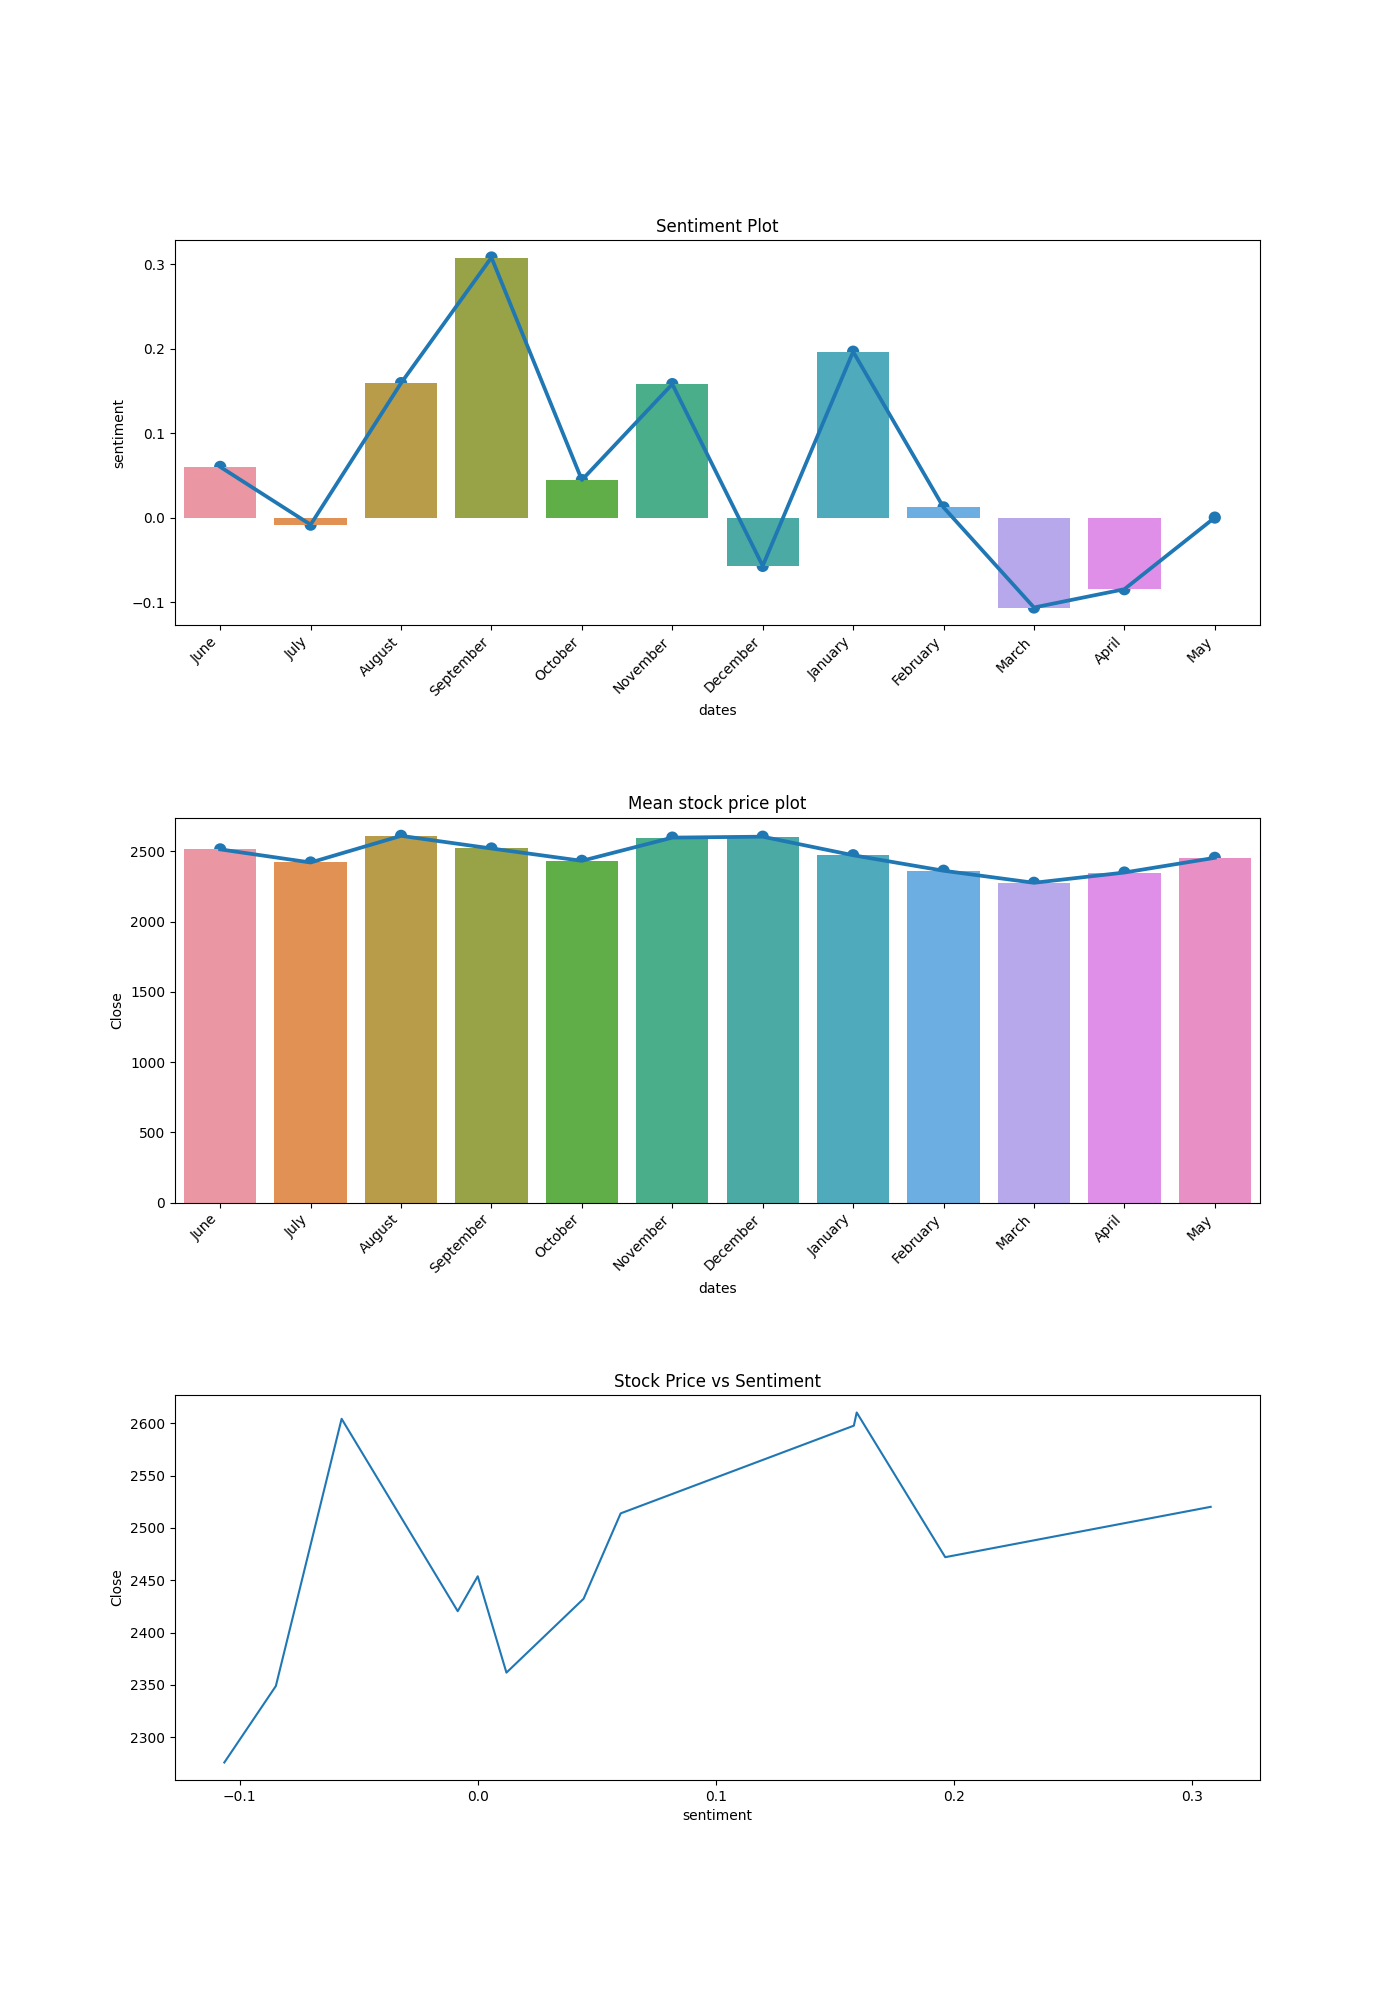 Sentiment Plot
sentiment
0.3
0.2
0.1
0.0
−0.1
June July August September October November December January February March April May
dates
Mean stock price plot
Close
2500
2000
1500
1000
500
0
June July August September October November December January February March April May
dates
Stock Price vs Sentiment
Close
2600
2550
2500
2450
2400
2350
2300
−0.1 0.0 0.1 0.2 0.3
sentiment